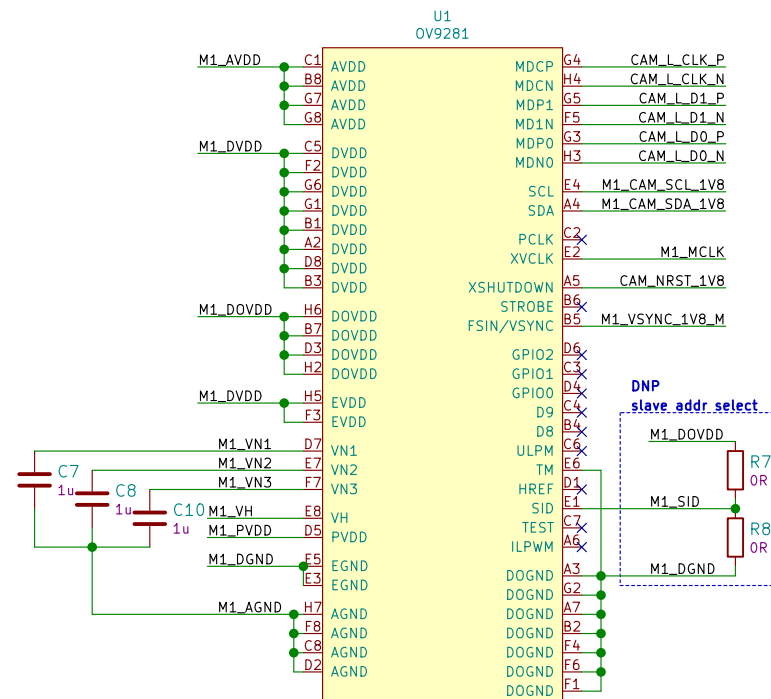 U1
OV9281
M1_AVDD C1 AVDD MDCP G4 CAM_L_CLK_P
B8 AVDD MDCN H4 CAM_L_CLK_N
G7 AVDD MDP1 G5 CAM_L_D1_P
G8 AVDD MD1N F5 CAM_L_D1_N
MDP0 G3 CAM_L_D0_P
M1_DVDD C5 DVDD MDN0 H3 CAM_L_D0_N
F2 DVDD
G6 DVDD SCL E4 M1_CAM_SCL_1V8
G1 DVDD SDA A4 M1_CAM_SDA_1V8
B1 DVDD PCLK C2
A2 DVDD XVCLK E2 M1_MCLK
D8 DVDD
B3 DVDD XSHUTDOWN A5 CAM_NRST_1V8
STROBE B6
M1_DOVDD H6 DOVDD FSIN/VSYNC B5 M1_VSYNC_1V8_M
B7 DOVDD
D3 DOVDD GPIO2 D6
H2 DOVDD GPIO1 C3
GPIO0 D4 DNP
M1_DVDD H5 EVDD D9 C4 slave addr select
F3 EVDD D8 B4
M1_DOVDD
M1_VN1 D7 VN1 ULPM C6
C7 M1_VN2 E7 VN2 TM E6 R7
1u C8 M1_VN3 F7 VN3 HREF D1 0R
1u C10 M1_VH E8 VH SID E1 M1_SID
1u M1_PVDD D5 PVDD TEST C7 R8
ILPWM A6 0R
M1_DGND E5 EGND DOGND A3 M1_DGND
E3 EGND DOGND G2
M1_AGND H7 AGND DOGND A7
F8 AGND DOGND B2
C8 AGND DOGND F4
D2 AGND DOGND F6
DOGND F1